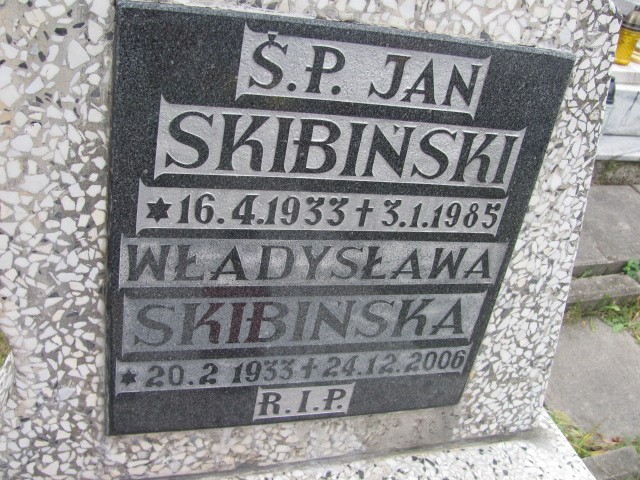 Ś.P. JAN
SKIBIŃSKI
★16.4.1933✝3.1.1985
WŁADYSŁAWA
SKIBIŃSKA
★20.2 1933✝24.12.2006
R.I.P.